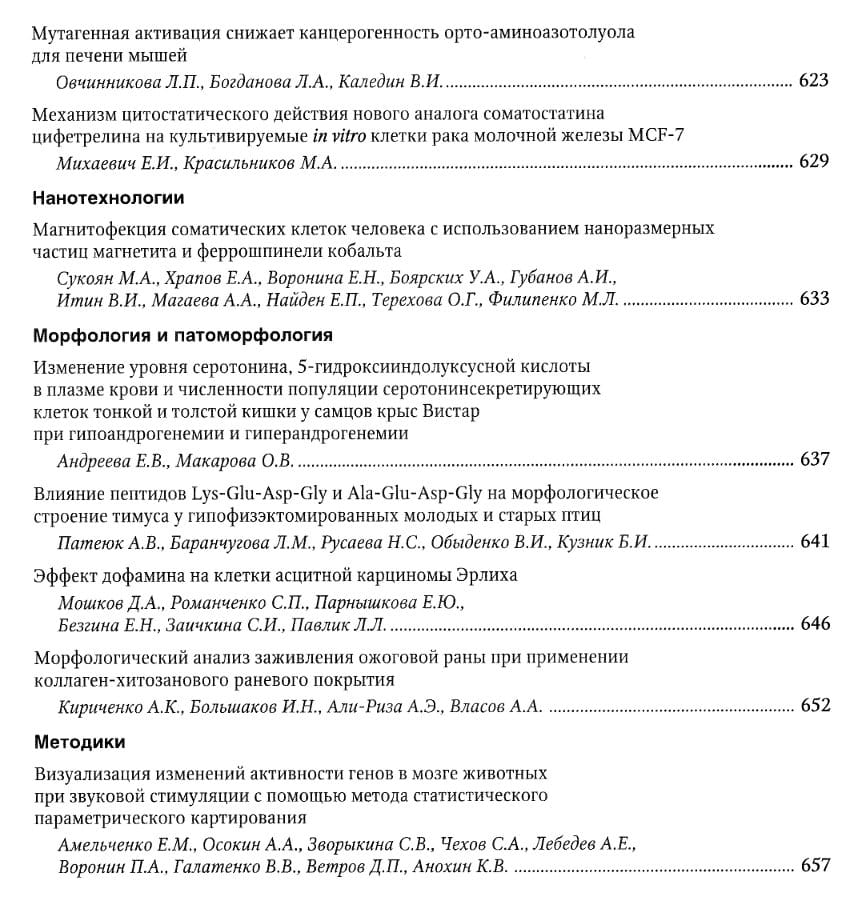 Мутагенная активация снижает канцерогенность орто-аминоазотолуола
для печени мышей
Овчинникова Л.П., Богданова Л.А., Каледин В.И. 623
Механизм цитостатического действия нового аналога соматостатина
цифетрелина на культивируемые in vitro клетки рака молочной железы MCF-7
Михаевич Е.И., Красильников М.А. 629
Нанотехнологии
Магнитофекция соматических клеток человека с использованием наноразмерных
частиц магнетита и феррошпинели кобальта
Сукоян М.А., Храпов Е.А., Воронина Е.Н., Боярских У.А., Губанов А.И.,
Итин В.И., Магаева А.А., Найден Е.П., Терехова О.Г., Филипенко М.Л. 633
Морфология и патоморфология
Изменение уровня серотонина, 5-гидроксииндолуксусной кислоты
в плазме крови и численности популяции серотонинсекретирующих
клеток тонкой и толстой кишки у самцов крыс Вистар
при гипоандрогенемии и гиперандрогенемии
Андреева Е.В., Макарова О.В. 637
Влияние пептидов Lys-Glu-Asp-Gly и Ala-Glu-Asp-Gly на морфологическое
строение тимуса у гипофизэктомированных молодых и старых птиц
Патеюк А.В., Баранчугова Л.М., Русаева Н.С., Обыденко В.И., Кузник Б.И. 641
Эффект дофамина на клетки асцитной карциномы Эрлиха
Мошков Д.А., Романченко С.П., Парнышкова Е.Ю.,
Безгина Е.Н., Заичкина С.И., Павлик Л.Л. 646
Морфологический анализ заживления ожоговой раны при применении
коллаген-хитозанового раневого покрытия
Кириченко А.К., Большаков И.Н., Али-Риза А.Э., Власов А.А. 652
Методики
Визуализация изменений активности генов в мозге животных
при звуковой стимуляции с помощью метода статистического
параметрического картирования
Амельченко Е.М., Осокин А.А., Зворыкина С.В., Чехов С.А., Лебедев А.Е.,
Воронин П.А., Галатенко В.В., Ветров Д.П., Анохин К.В. 657